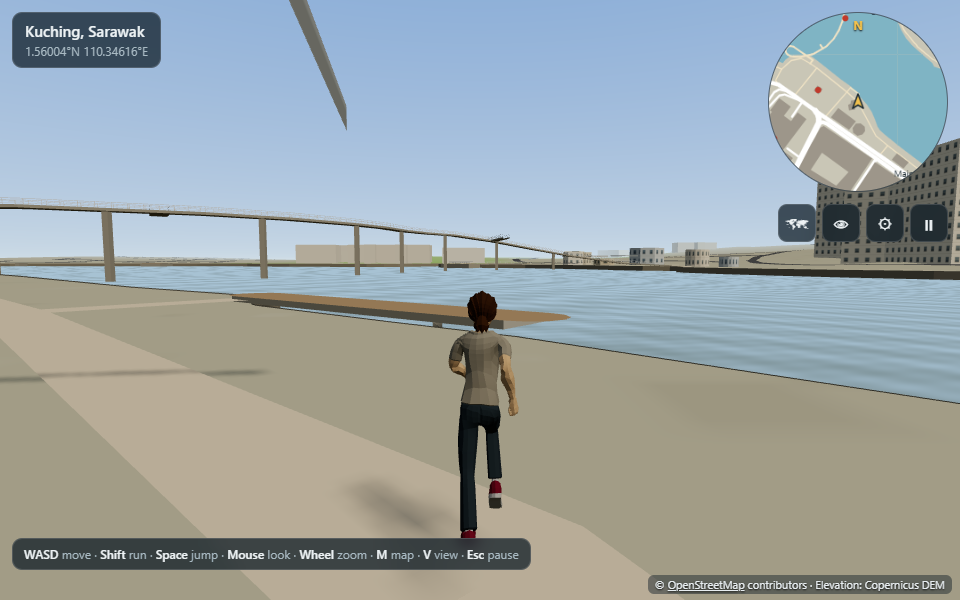 Kuching, Sarawak
1.56004°N 110.34616°E
N
WASD move · Shift run · Space jump · Mouse look · Wheel zoom · M map · V view · Esc pause
© OpenStreetMap contributors · Elevation: Copernicus DEM